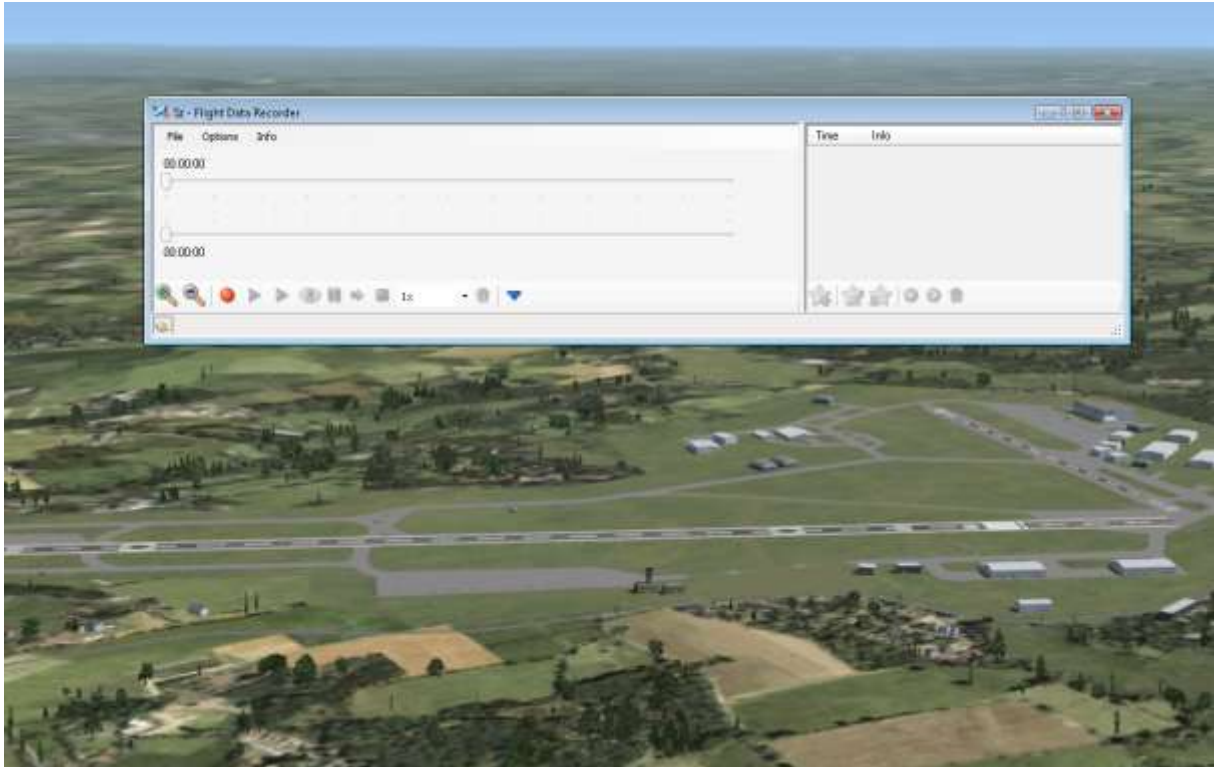 - Flight Data Recorder
File Options Info
Time Info
00:00:00
00:00:00
1x